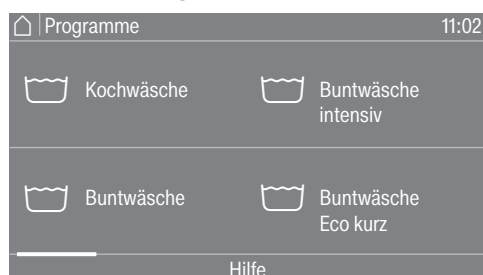 Programme 11:02
Kochwäsche
Buntwäsche
intensiv
Buntwäsche
Buntwäsche
Eco kurz
Hilfe